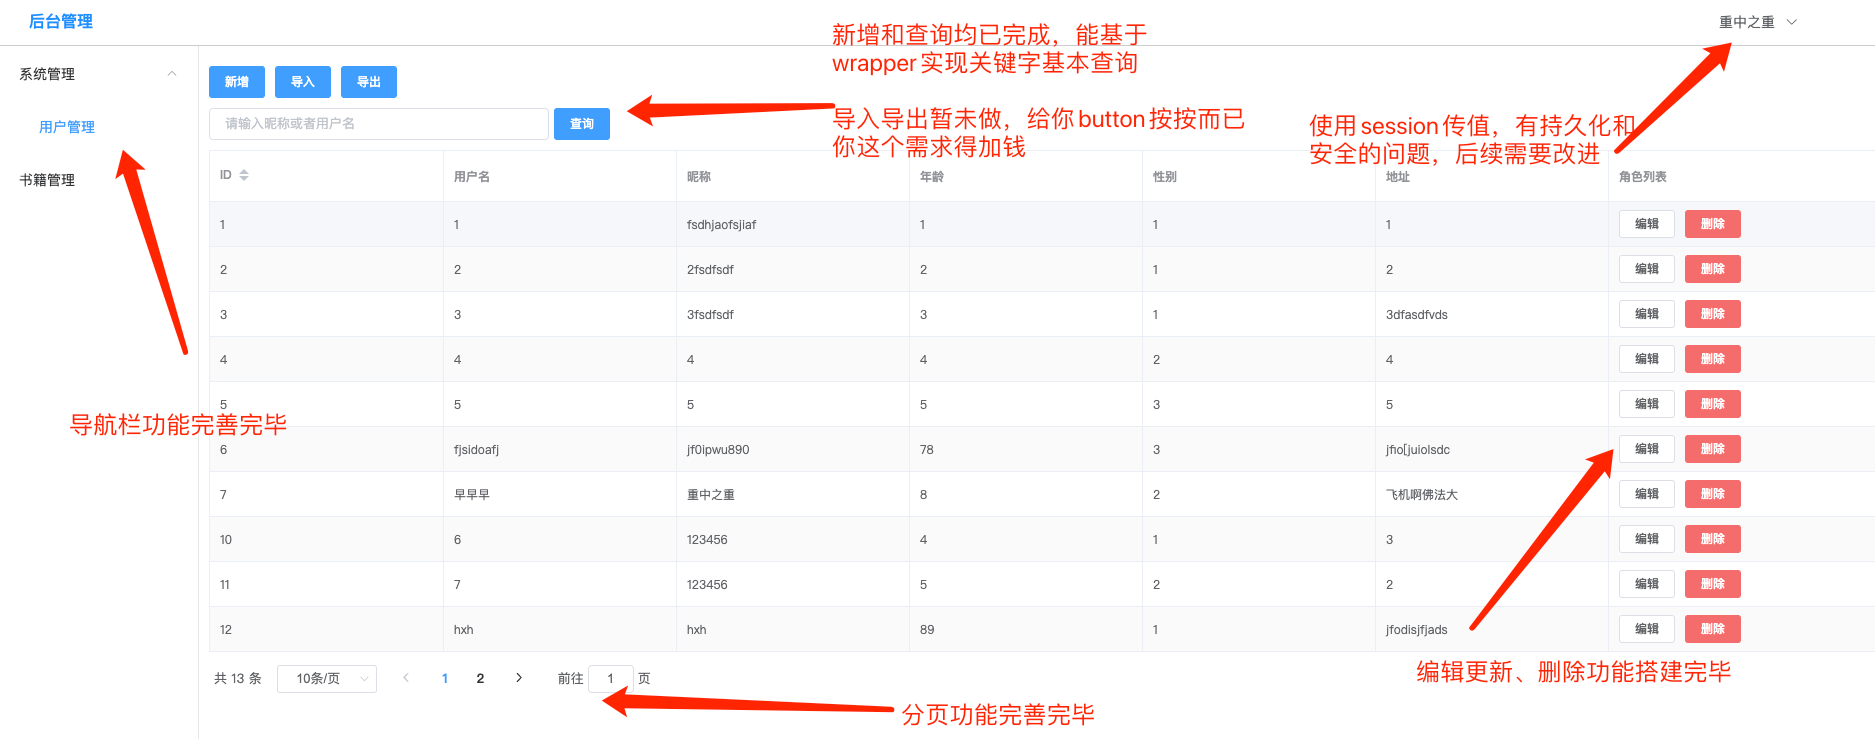 后台管理
重中之重
新增和查询均已完成，能基于
wrapper实现关键字基本查询
系统管理
用户管理
书籍管理
新增 导入 导出
请输入昵称或者用户名 查询
导入导出暂未做，给你button按按而已
你这个需求得加钱
使用session传值，有持久化和
安全的问题，后续需要改进
ID 用户名 昵称 年龄 性别 地址 角色列表
1 1 fsdhjaofsjiaf 1 1 1 编辑 删除
2 2 2fsdfsdf 2 1 2 编辑 删除
3 3 3fsdfsdf 3 1 3dfasdfvds 编辑 删除
4 4 4 4 2 4 编辑 删除
5 5 5 5 3 5 编辑 删除
导航栏功能完善完毕
6 fjsidoafj jf0ipwu890 78 3 jfio[juiolsdc 编辑 删除
7 早早早 重中之重 8 2 飞机啊佛法大 编辑 删除
10 6 123456 4 1 3 编辑 删除
11 7 123456 5 2 2 编辑 删除
12 hxh hxh 89 1 jfodisjfjads 编辑 删除
编辑更新、删除功能搭建完毕
共 13 条 10条/页 1 2 前往 1 页
分页功能完善完毕